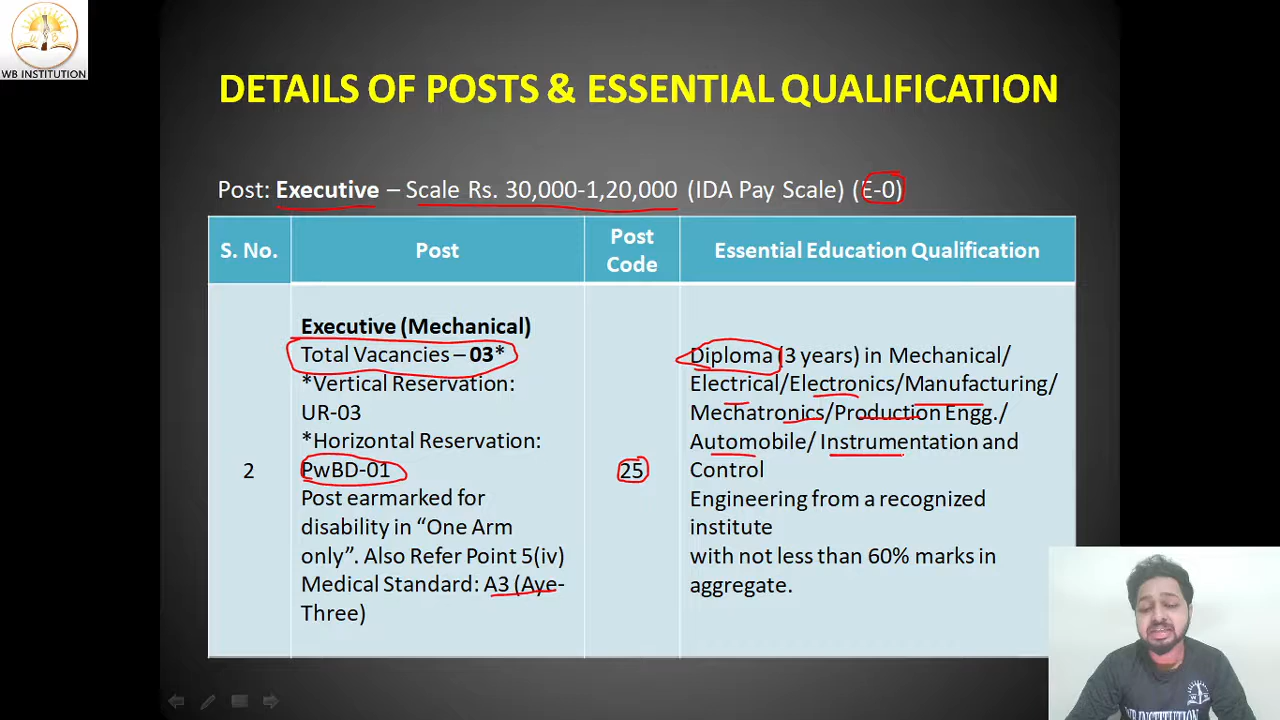 WB INSTITUTION
DETAILS OF POSTS & ESSENTIAL QUALIFICATION
Post: Executive – Scale Rs. 30,000-1,20,000 (IDA Pay Scale) (E-0)
S. No.
Post
Post
Code
Essential Education Qualification
2
Executive (Mechanical)
Total Vacancies – 03*
*Vertical Reservation:
UR-03
*Horizontal Reservation:
PwBD-01
Post earmarked for
disability in “One Arm
only”. Also Refer Point 5(iv)
Medical Standard: A3 (Aye-
Three)
25
Diploma (3 years) in Mechanical/
Electrical/Electronics/Manufacturing/
Mechatronics/Production Engg./
Automobile/ Instrumentation and
Control
Engineering from a recognized
institute
with not less than 60% marks in
aggregate.
WB INSTITUTION